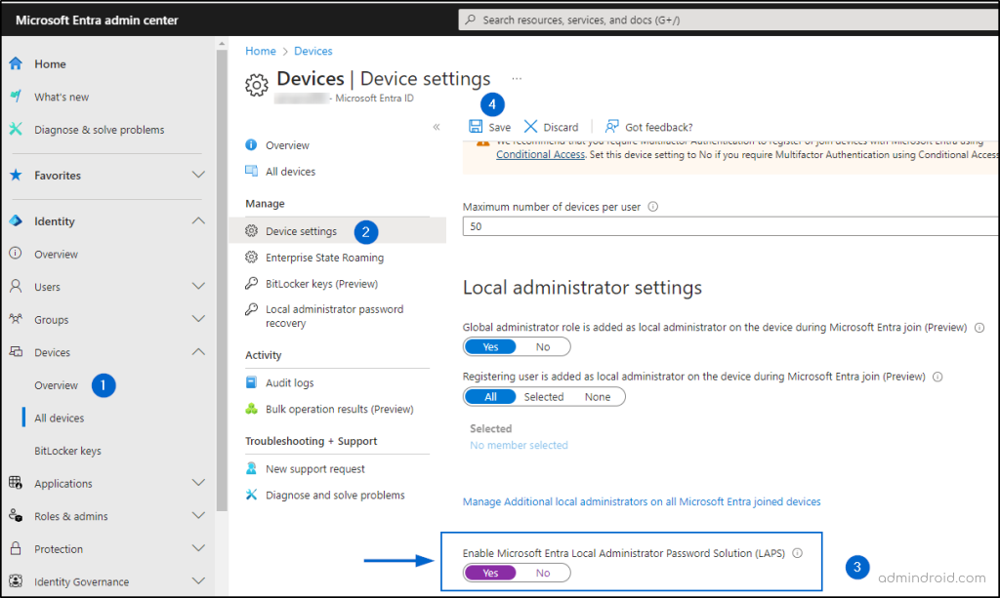 Microsoft Entra admin center
Search resources, services, and docs (G+/)
Home
What's new
Diagnose & solve problems
Favorites
Identity
Overview
Users
Groups
Devices
Overview
1
All devices
BitLocker keys
Applications
Roles & admins
Protection
Identity Governance
Home > Devices
Devices | Device settings ...
- Microsoft Entra ID
«
Overview
All devices
Manage
Device settings
2
Enterprise State Roaming
BitLocker keys (Preview)
Local administrator password
recovery
Activity
Audit logs
Bulk operation results (Preview)
Troubleshooting + Support
New support request
Diagnose and solve problems
4
Save
Discard
Got feedback?
We recommend that you require Multifactor Authentication to register or join devices with Microsoft Entra using
Conditional Access. Set this device setting to No if you require Multifactor Authentication using Conditional Access
Maximum number of devices per user
50
Local administrator settings
Global administrator role is added as local administrator on the device during Microsoft Entra join (Preview)
Yes No
Registering user is added as local administrator on the device during Microsoft Entra join (Preview)
All Selected None
Selected
No member selected
Manage Additional local administrators on all Microsoft Entra joined devices
Enable Microsoft Entra Local Administrator Password Solution (LAPS)
Yes No
3
admindroid.com